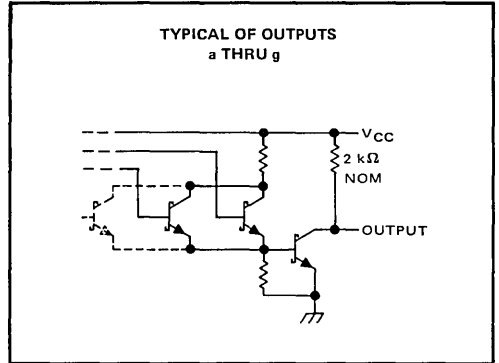 TYPICAL OF OUTPUTS
a THRU g
VCC
2 kΩ
NOM
OUTPUT